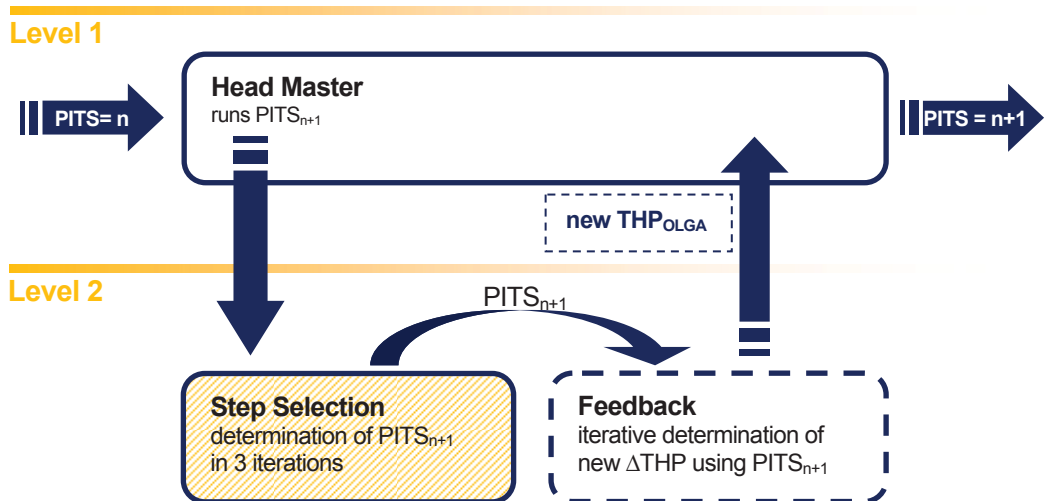 Level 1
Head Master
runs PITSₙ₊₁
PITS= n
PITS = n+1
new THP_OLGA
Level 2
PITSₙ₊₁
Step Selection
determination of PITSₙ₊₁
in 3 iterations
Feedback
iterative determination of
new ΔTHP using PITSₙ₊₁